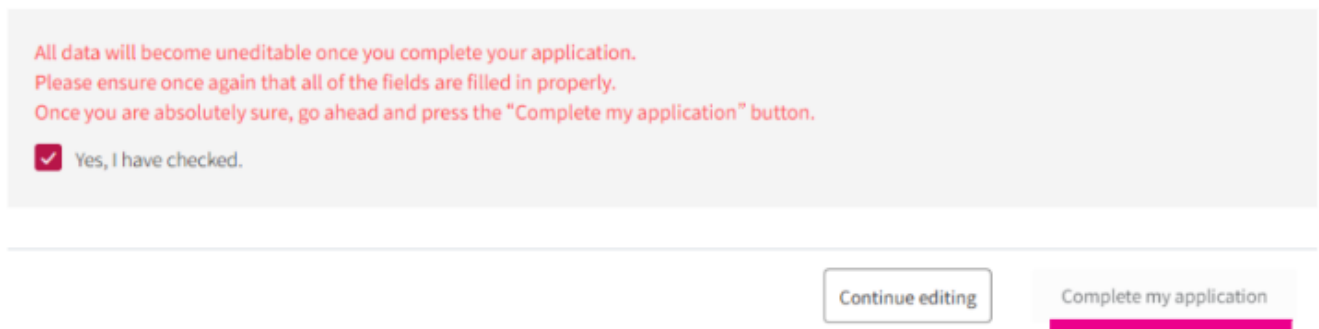 All data will become uneditable once you complete your application.
Please ensure once again that all of the fields are filled in properly.
Once you are absolutely sure, go ahead and press the “Complete my application” button.
Yes, I have checked.
Continue editing
Complete my application